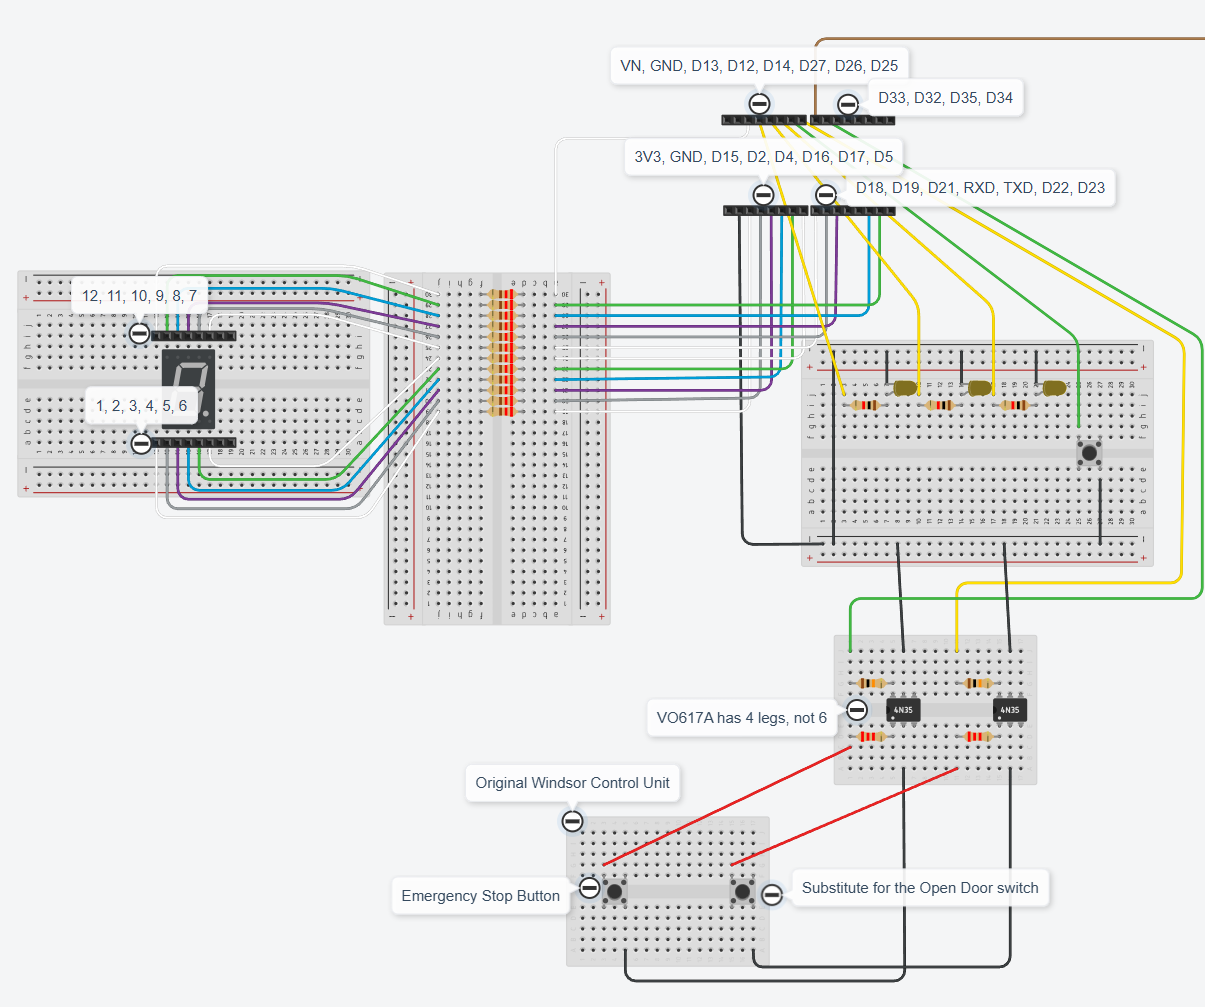 VN, GND, D13, D12, D14, D27, D26, D25
D33, D32, D35, D34
3V3, GND, D15, D2, D4, D16, D17, D5
D18, D19, D21, RXD, TXD, D22, D23
12, 11, 10, 9, 8, 7
1, 2, 3, 4, 5, 6
VO617A has 4 legs, not 6
4N35
4N35
Original Windsor Control Unit
Emergency Stop Button
Substitute for the Open Door switch